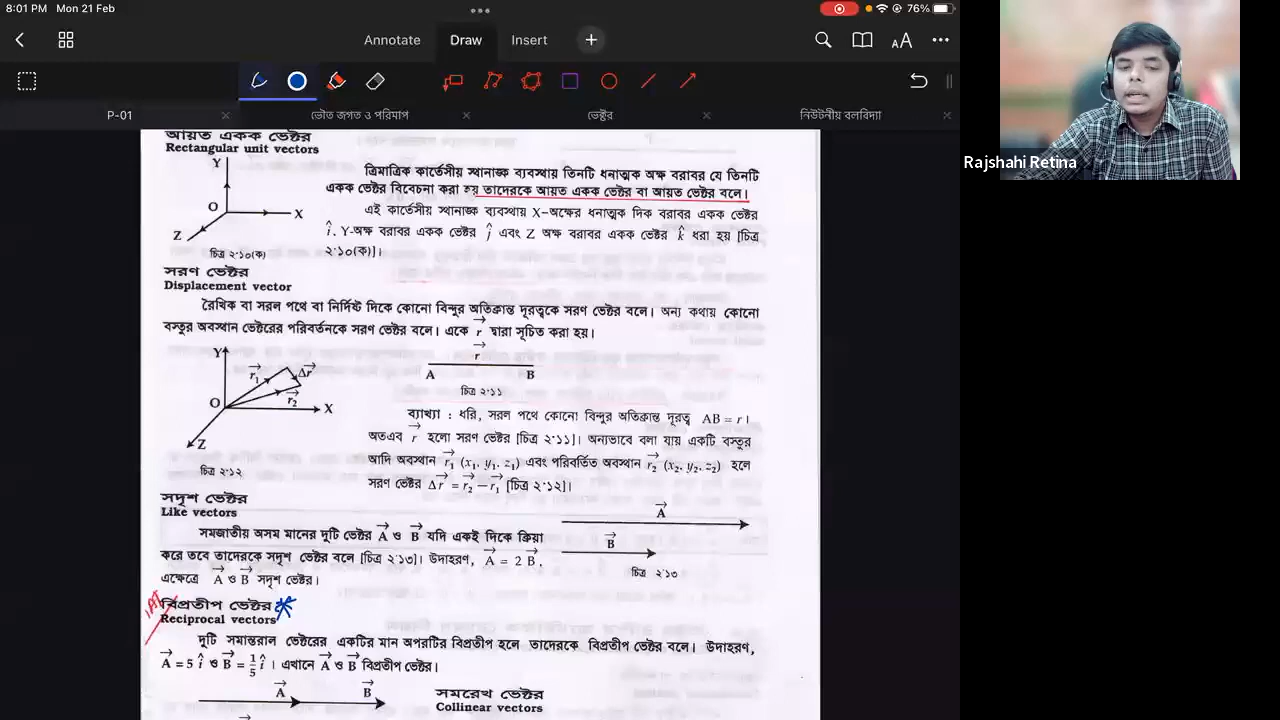 8:01 PM Mon 21 Feb
76%
Annotate Draw Insert
AA
P-01 ভৌত জগত ও পরিমাপ ভেক্টর নিউটনীয় বলবিদ্যা
Rajshahi Retina
আয়ত একক ভেক্টর
Rectangular unit vectors
Y
O X
Z
চিত্র ২·১০(ক)
ত্রিমাত্রিক কার্তেসীয় স্থানাঙ্ক ব্যবস্থায় তিনটি ধনাত্মক অক্ষ বরাবর যে তিনটি
একক ভেক্টর বিবেচনা করা হয় তাদেরকে আয়ত একক ভেক্টর বা আয়ত ভেক্টর বলে।
এই কার্তেসীয় স্থানাঙ্ক ব্যবস্থায় X-অক্ষের ধনাত্মক দিক বরাবর একক ভেক্টর
î, Y-অক্ষ বরাবর একক ভেক্টর ĵ এবং Z অক্ষ বরাবর একক ভেক্টর k̂ ধরা হয় [চিত্র
২·১০(ক)]।
সরণ ভেক্টর
Displacement vector
রৈখিক বা সরল পথে বা নির্দিষ্ট দিকে কোনো বিন্দুর অতিক্রান্ত দূরত্বকে সরণ ভেক্টর বলে। অন্য কথায় কোনো
বস্তুর অবস্থান ভেক্টরের পরিবর্তনকে সরণ ভেক্টর বলে। একে r⃗ দ্বারা সূচিত করা হয়।
Y
r⃗₁ Δr⃗
r⃗₂
O X
Z
চিত্র ২·১২
r⃗
A B
চিত্র ২·১১
ব্যাখ্যা : ধরি, সরল পথে কোনো বিন্দুর অতিক্রান্ত দূরত্ব AB = r।
অতএব r⃗ হলো সরণ ভেক্টর [চিত্র ২·১১]। অন্যভাবে বলা যায় একটি বস্তুর
আদি অবস্থান r⃗₁ (x₁, y₁, z₁) এবং পরিবর্তিত অবস্থান r⃗₂ (x₂, y₂, z₂) হলে
সরণ ভেক্টর Δr⃗ = r⃗₂ − r⃗₁ [চিত্র ২·১২]।
সদৃশ ভেক্টর
Like vectors
সমজাতীয় অসম মানের দুটি ভেক্টর A⃗ ও B⃗ যদি একই দিকে ক্রিয়া
করে তবে তাদেরকে সদৃশ ভেক্টর বলে [চিত্র ২·১৩]। উদাহরণ, A⃗ = 2 B⃗,
এক্ষেত্রে A⃗ ও B⃗ সদৃশ ভেক্টর।
A⃗
B⃗
চিত্র ২·১৩
বিপ্রতীপ ভেক্টর
Reciprocal vectors
দুটি সমান্তরাল ভেক্টরের একটির মান অপরটির বিপ্রতীপ হলে তাদেরকে বিপ্রতীপ ভেক্টর বলে। উদাহরণ,
A⃗ = 5 î ও B⃗ = 1/5 î। এখানে A⃗ ও B⃗ বিপ্রতীপ ভেক্টর।
A⃗ B⃗
সমরেখ ভেক্টর
Collinear vectors